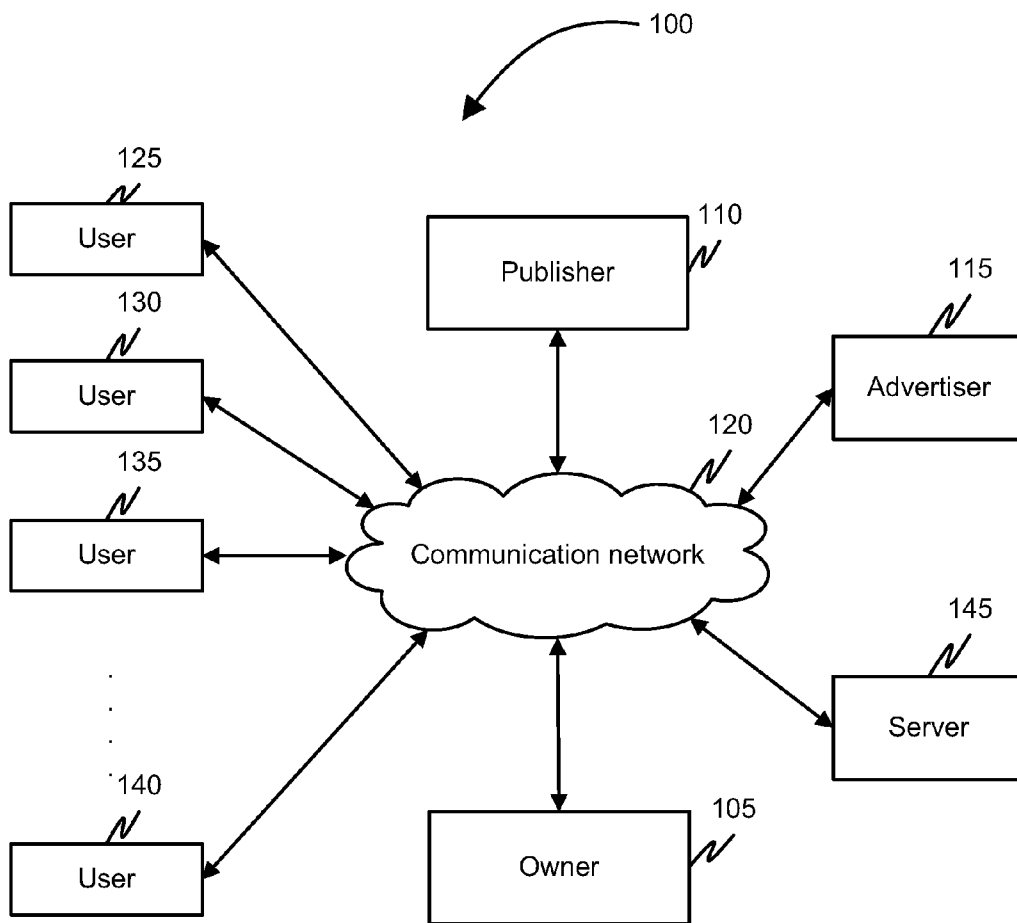 100
125
User
110
Publisher
115
Advertiser
130
User
120
135
User
Communication network
145
Server
140
User
105
Owner